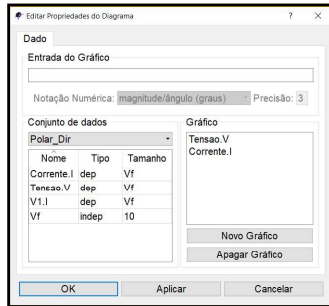 Editar Propriedades do Diagrama ? X
Dado
Entrada do Gráfico
Notação Numérica: magnitude/ângulo (graus) Precisão: 3
Conjunto de dados
Polar_Dir
Nome Tipo Tamanho
Corrente.I dep Vf
Tensao.V dep Vf
V1.I dep Vf
Vf indep 10
Gráfico
Tensao.V
Corrente.I
Novo Gráfico
Apagar Gráfico
OK Aplicar Cancelar